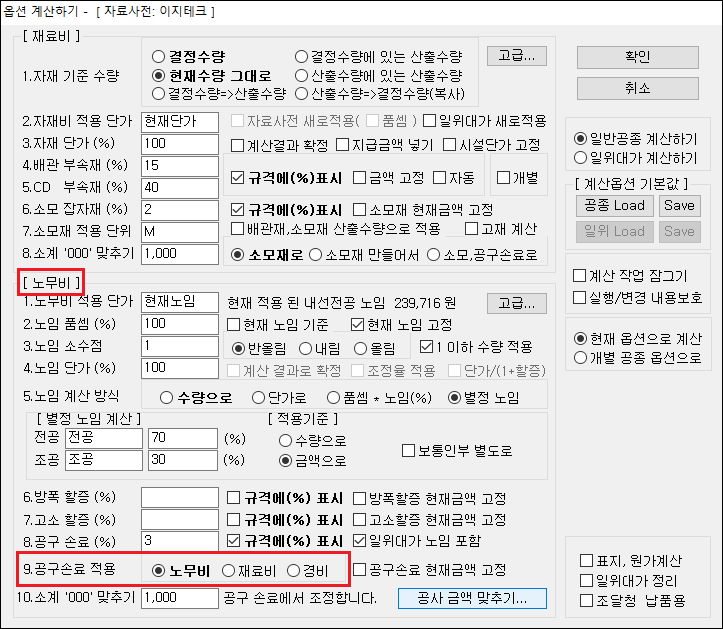 옵션 계산하기 -  [ 자료사전: 이지테크 ]
[ 재료비 ]
1.자재 기준 수량
결정수량
결정수량에 있는 산출수량
고급...
현재수량 그대로
산출수량에 있는 산출수량
결정수량=>산출수량
산출수량=>결정수량(복사)
2.자재비 적용 단가 현재단가 자료사전 새로적용( 품셈 ) 일위대가 새로적용
3.자재 단가 (%) 100 계산결과 확정 지급금액 넣기 시설단가 고정
4.배관 부속재 (%) 15
5.CD   부속재 (%) 40
규격에(%)표시 금액 고정 자동 개별
6.소모 잡자재 (%) 2 규격에(%)표시 소모재 현재금액 고정
7.소모재 적용 단위 M 배관재,소모재 산출수량으로 적용 고재 계산
8.소계 '000' 맞추기 1,000 소모재로 소모재 만들어서 소모,공구손료로
[ 노무비 ]
1.노무비 적용 단가 현재노임 현재 적용 된 내선전공 노임  239,716 원 고급...
2.노임 품셈 (%) 100 현재 노임 기준 현재 노임 고정
3.노임 소수점 1 반올림 내림 올림 1 이하 수량 적용
4.노임 단가 (%) 100 계산 결과로 확정 조정율 적용 단가/(1+할증)
5.노임 계산 방식 수량으로 단가로 품셈 * 노임(%) 별정 노임
[ 별정 노임 계산 ] [ 적용기준 ]
전공 전공 70 (%) 수량으로
조공 조공 30 (%) 금액으로
보통인부 별도로
6.방폭 할증 (%) 규격에(%) 표시 방폭할증 현재금액 고정
7.고소 할증 (%) 규격에(%) 표시 고소할증 현재금액 고정
8.공구 손료 (%) 3 규격에(%) 표시 일위대가 노임 포함
9.공구손료 적용 노무비 재료비 경비 공구손료 현재금액 고정
10.소계 '000' 맞추기 1,000 공구 손료에서 조정합니다. 공사 금액 맞추기...
확인
취소
일반공종 계산하기
일위대가 계산하기
[ 계산옵션 기본값 ]
공종 Load Save
일위 Load Save
계산 작업 잠그기
실행/변경 내용보호
현재 옵션으로 계산
개별 공종 옵션으로
표지, 원가계산
일위대가 정리
조달청  납품용